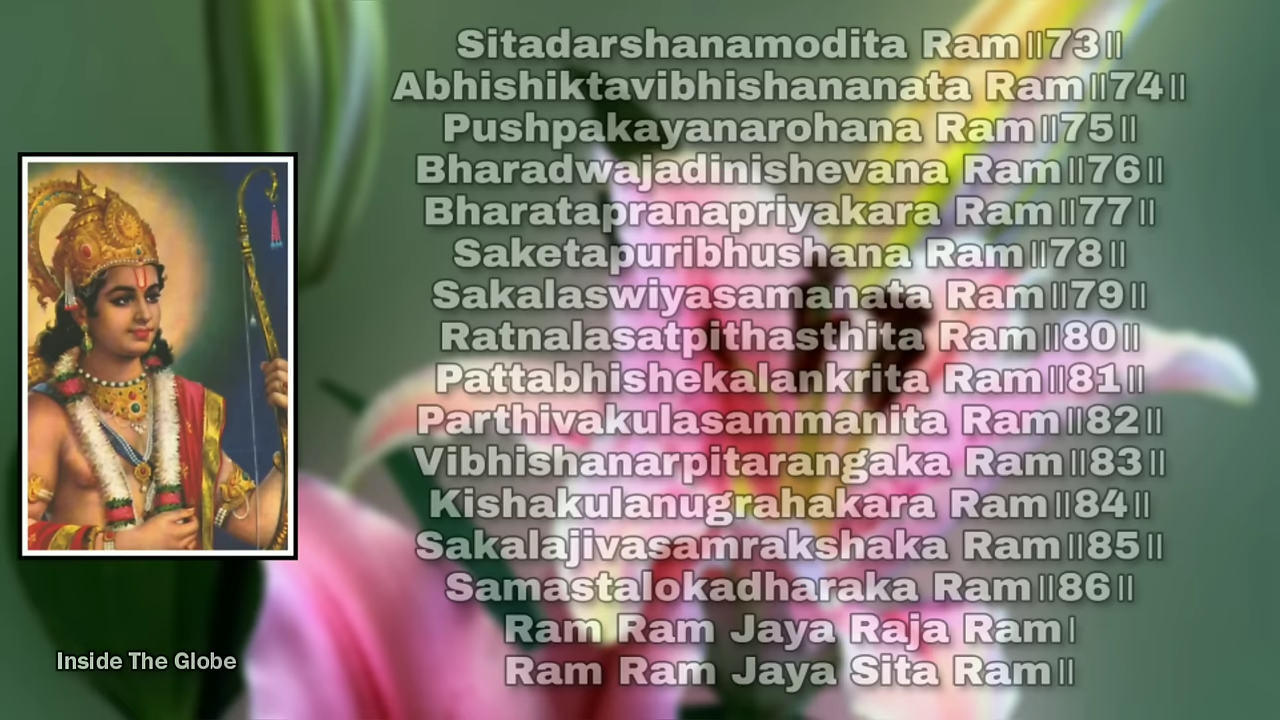 Sitadarshanamodita Ram॥73॥
Abhishiktavibhishananata Ram॥74॥
Pushpakayanarohana Ram॥75॥
Bharadwajadinishevana Ram॥76॥
Bharatapranapriyakara Ram॥77॥
Saketapuribhushana Ram॥78॥
Sakalaswiyasamanata Ram॥79॥
Ratnalasatpithasthita Ram॥80॥
Pattabhishekalankrita Ram॥81॥
Parthivakulasammanita Ram॥82॥
Vibhishanarpitarangaka Ram॥83॥
Kishakulanugrahakara Ram॥84॥
Sakalajivasamrakshaka Ram॥85॥
Samastalokadharaka Ram॥86॥
Ram Ram Jaya Raja Ram।
Ram Ram Jaya Sita Ram॥
Inside The Globe